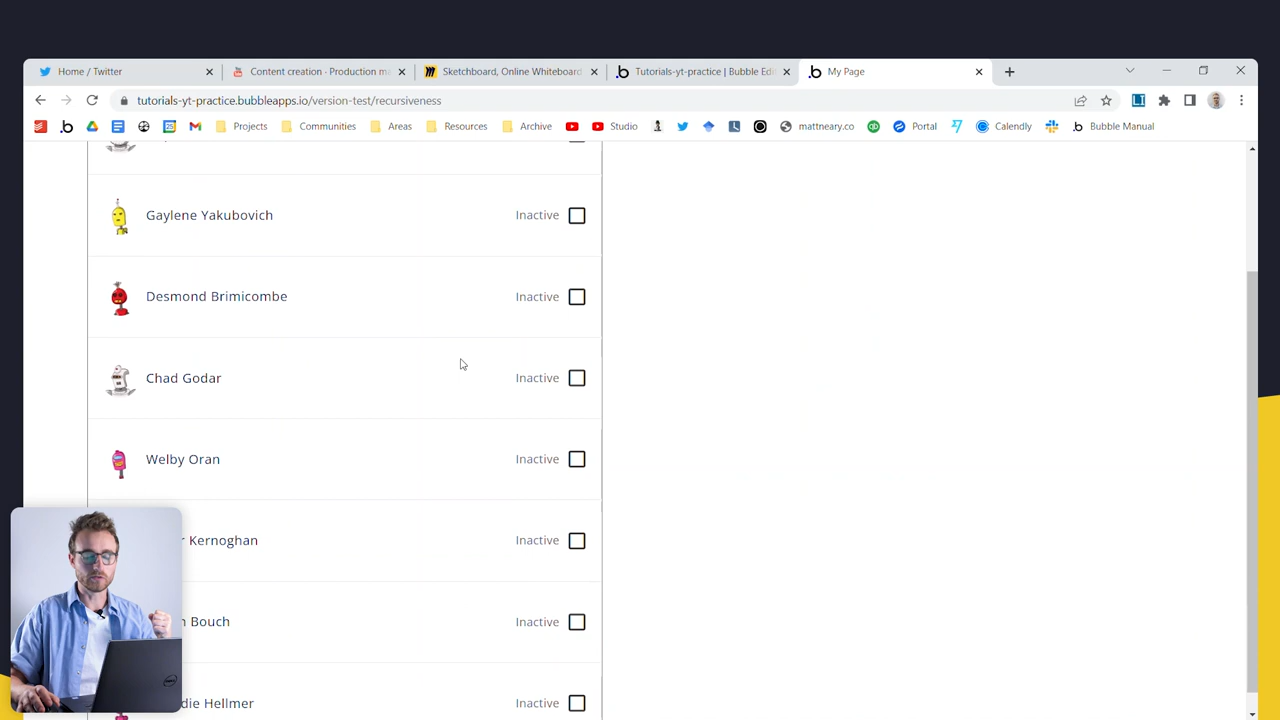 Home / Twitter
Content creation · Production m
Sketchboard, Online Whiteboard
Tutorials-yt-practice | Bubble Edit
My Page
tutorials-yt-practice.bubbleapps.io/version-test/recursiveness
Projects
Communities
Areas
Resources
Archive
Studio
mattneary.co
Portal
Calendly
Bubble Manual
Gaylene Yakubovich
Inactive
Desmond Brimicombe
Inactive
Chad Godar
Inactive
Welby Oran
Inactive
Kernoghan
Inactive
Bouch
Inactive
die Hellmer
Inactive
DELL